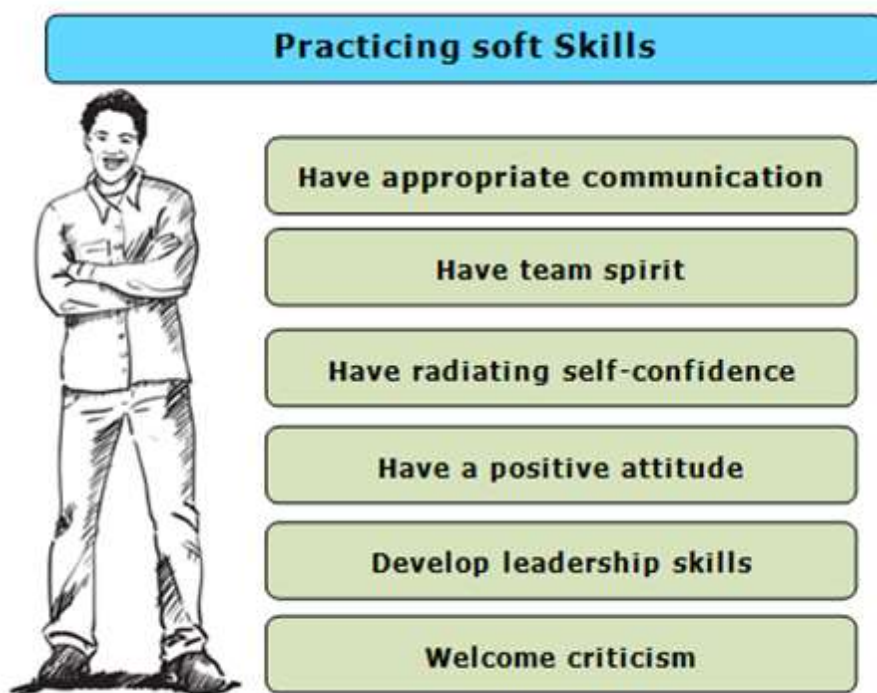 Practicing soft Skills
Have appropriate communication
Have team spirit
Have radiating self-confidence
Have a positive attitude
Develop leadership skills
Welcome criticism